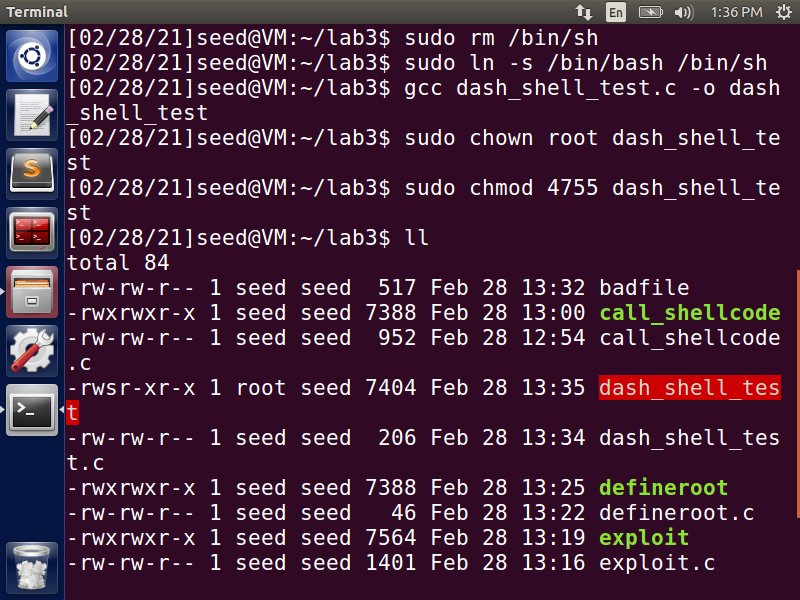 Terminal
En
1:36 PM
[02/28/21]seed@VM:~/lab3$ sudo rm /bin/sh
[02/28/21]seed@VM:~/lab3$ sudo ln -s /bin/bash /bin/sh
[02/28/21]seed@VM:~/lab3$ gcc dash_shell_test.c -o dash
_shell_test
[02/28/21]seed@VM:~/lab3$ sudo chown root dash_shell_te
st
[02/28/21]seed@VM:~/lab3$ sudo chmod 4755 dash_shell_te
st
[02/28/21]seed@VM:~/lab3$ ll
total 84
-rw-rw-r-- 1 seed seed  517 Feb 28 13:32 badfile
-rwxrwxr-x 1 seed seed 7388 Feb 28 13:00 call_shellcode
-rw-rw-r-- 1 seed seed  952 Feb 28 12:54 call_shellcode
.c
-rwsr-xr-x 1 root seed 7404 Feb 28 13:35 dash_shell_tes
t
-rw-rw-r-- 1 seed seed  206 Feb 28 13:34 dash_shell_tes
t.c
-rwxrwxr-x 1 seed seed 7388 Feb 28 13:25 defineroot
-rw-rw-r-- 1 seed seed   46 Feb 28 13:22 defineroot.c
-rwxrwxr-x 1 seed seed 7564 Feb 28 13:19 exploit
-rw-rw-r-- 1 seed seed 1401 Feb 28 13:16 exploit.c